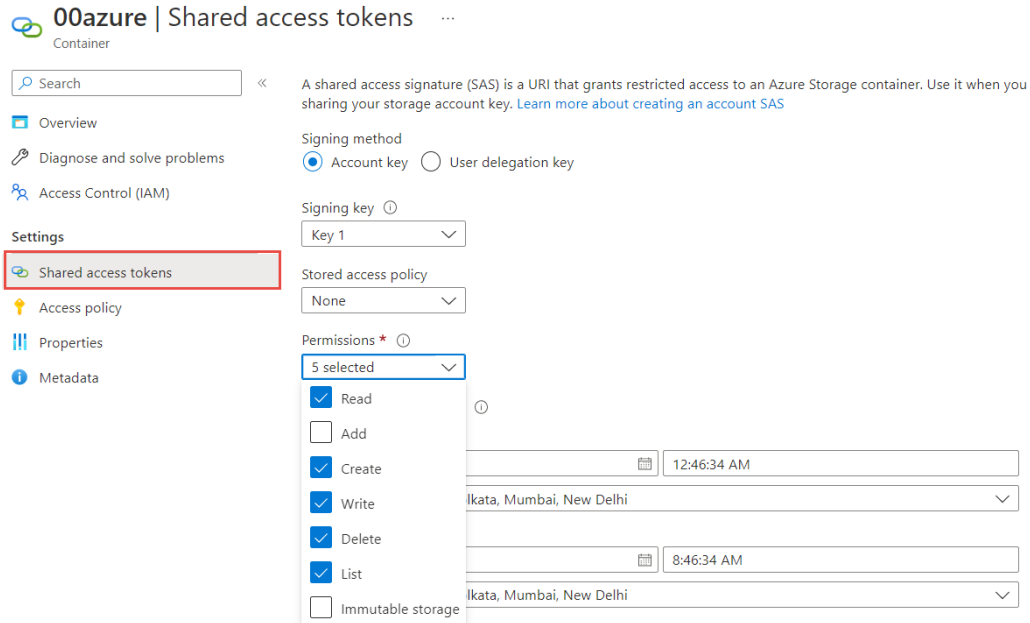 00azure | Shared access tokens ...
Container
Search
«
Overview
Diagnose and solve problems
Access Control (IAM)
Settings
Shared access tokens
Access policy
Properties
Metadata
A shared access signature (SAS) is a URI that grants restricted access to an Azure Storage container. Use it when you
sharing your storage account key. Learn more about creating an account SAS
Signing method
Account key
User delegation key
Signing key
Key 1
Stored access policy
None
Permissions *
5 selected
Read
Add
Create
Write
Delete
List
Immutable storage
12:46:34 AM
lkata, Mumbai, New Delhi
8:46:34 AM
lkata, Mumbai, New Delhi